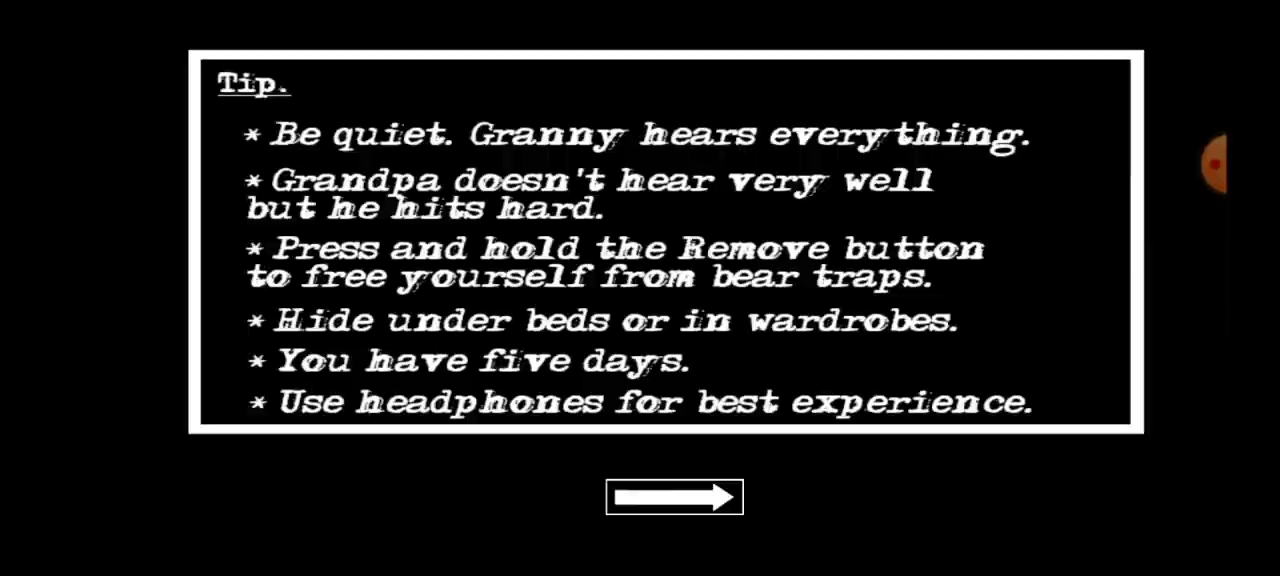 Tip.
* Be quiet. Granny hears everything.
* Grandpa doesn't hear very well
but he hits hard.
* Press and hold the Remove button
to free yourself from bear traps.
* Hide under beds or in wardrobes.
* You have five days.
* Use headphones for best experience.